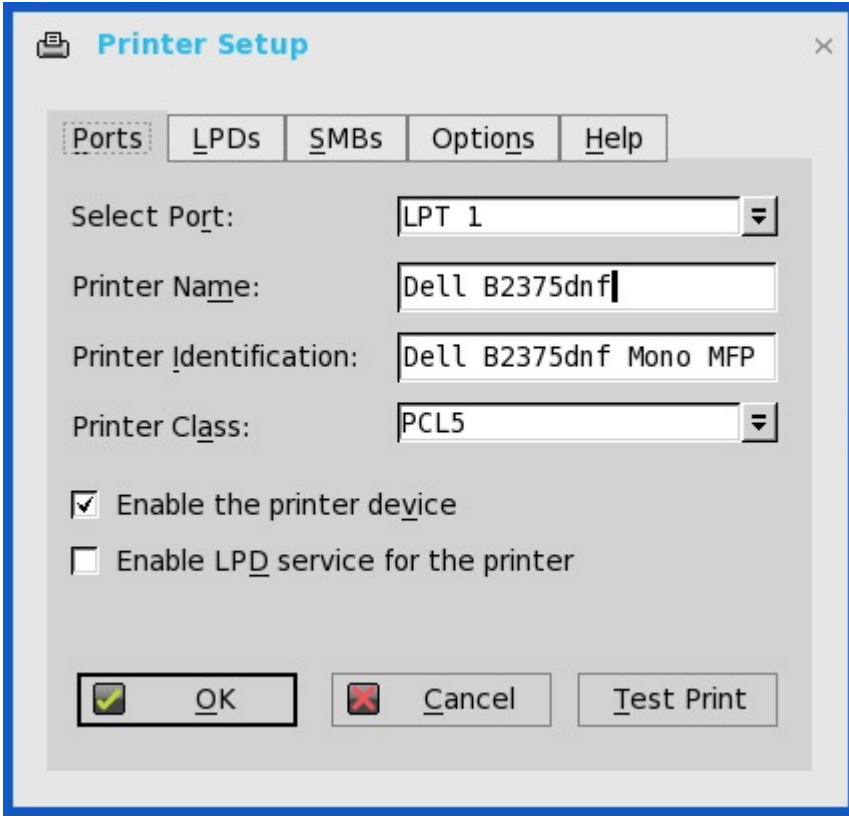 Printer Setup
Ports LPDs SMBs Options Help
Select Port: LPT 1
Printer Name: Dell B2375dnf
Printer Identification: Dell B2375dnf Mono MFP
Printer Class: PCL5
Enable the printer device
Enable LPD service for the printer
OK Cancel Test Print